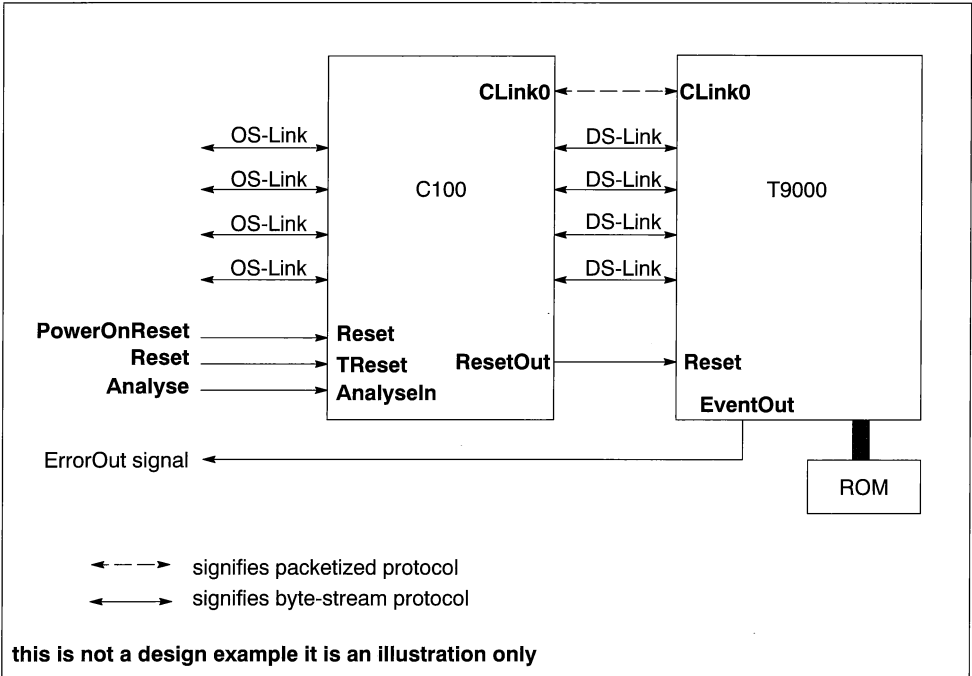 CLink0 CLink0
OS-Link DS-Link
OS-Link C100 DS-Link T9000
OS-Link DS-Link
OS-Link DS-Link
PowerOnReset Reset
Reset TReset ResetOut Reset
Analyse AnalyseIn
EventOut
ErrorOut signal
ROM
signifies packetized protocol
signifies byte-stream protocol
this is not a design example it is an illustration only